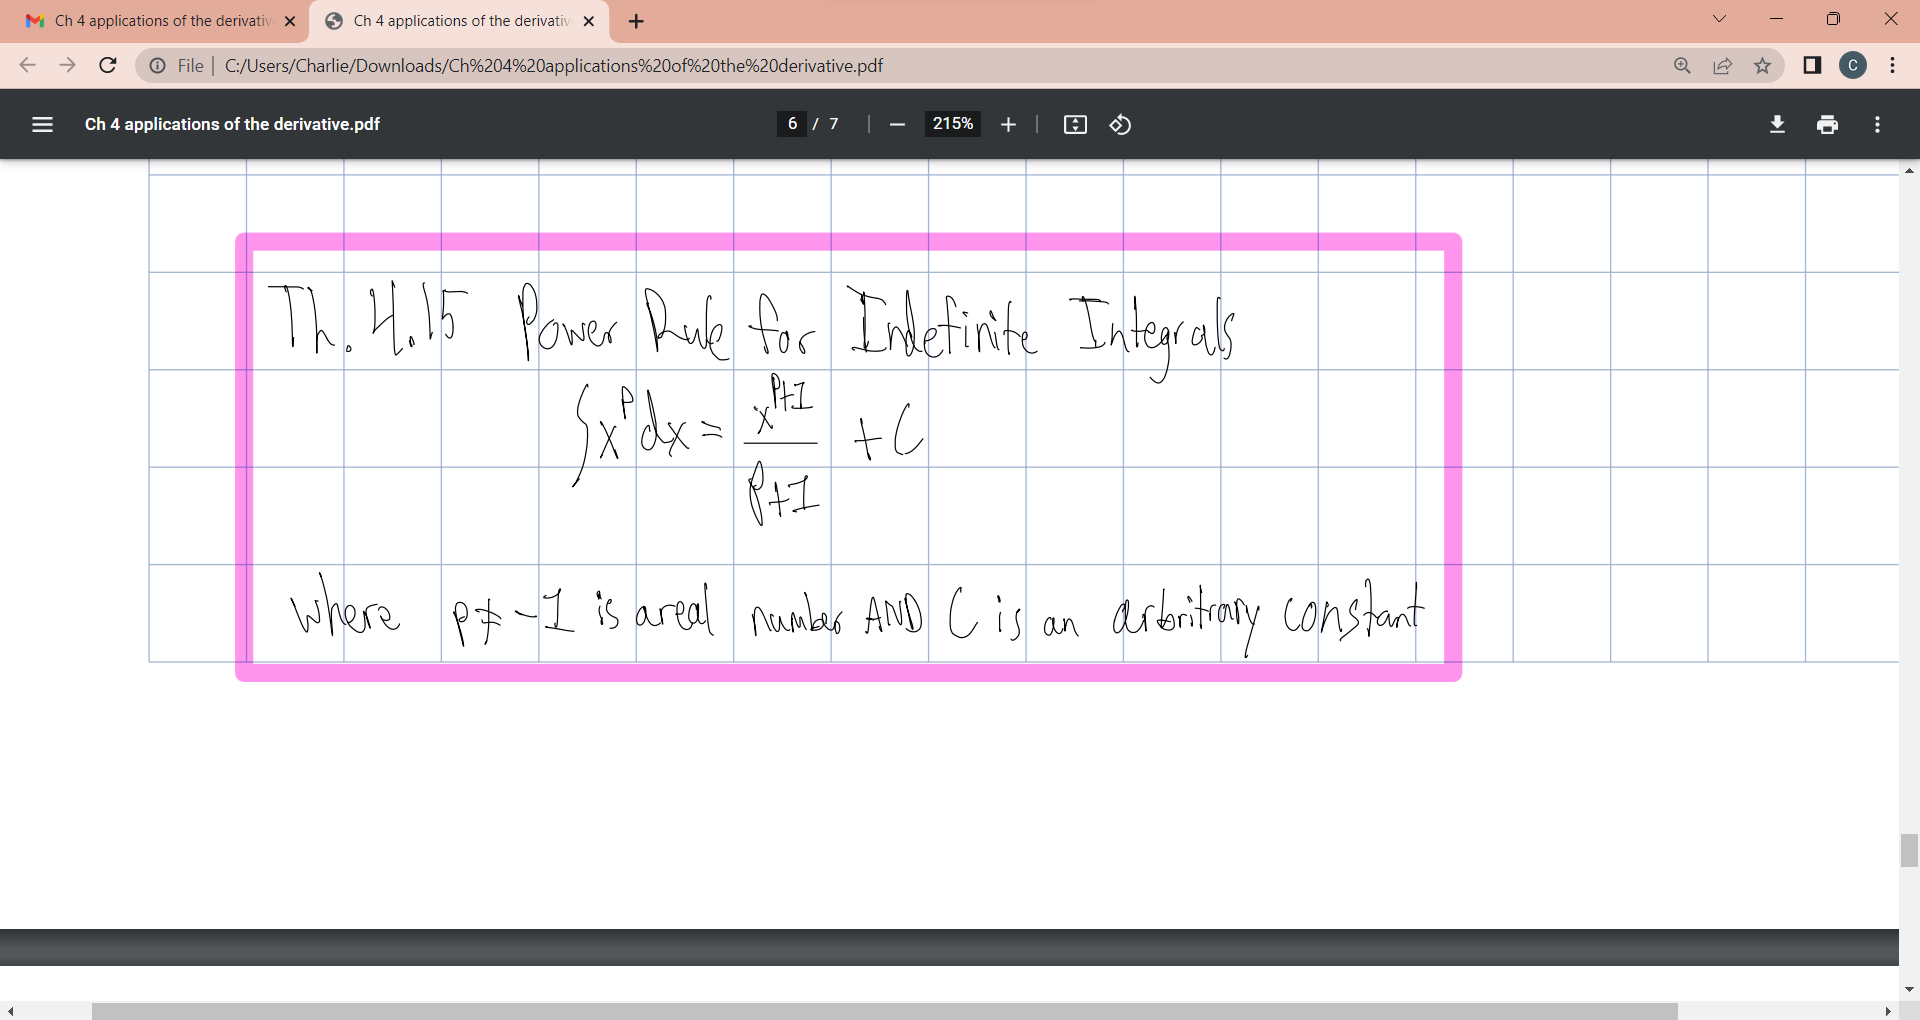 Ch 4 applications of the derivativ
Ch 4 applications of the derivativ
File | C:/Users/Charlie/Downloads/Ch%204%20applications%20of%20the%20derivative.pdf
C
Ch 4 applications of the derivative.pdf
6 / 7 | — 215% + |
Th. 4.15 Power Rule for Indefinite Integrals
∫x^p dx = x^(p+1)/(p+1) + C
where p ≠ -1 is a real number AND C is an arbritrary constant